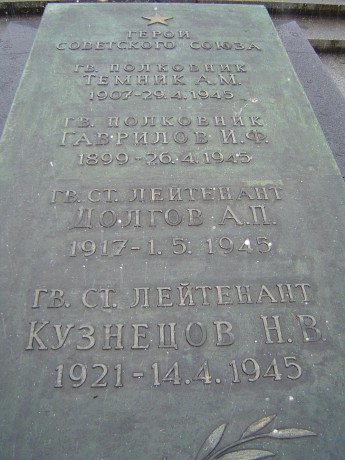 ГЕРОИ
СОВЕТСКОГО СОЮЗА
ГВ. ПОЛКОВНИК
ТЕМНИК А.М.
1907-29.4.1945
ГВ. ПОЛКОВНИК
ГАВРИЛОВ И.Ф.
1899-26.4.1945
ГВ. СТ. ЛЕЙТЕНАНТ
ДОЛГОВ А.П.
1917-1.5.1945
ГВ. СТ. ЛЕЙТЕНАНТ
КУЗНЕЦОВ Н.В.
1921-14.4.1945